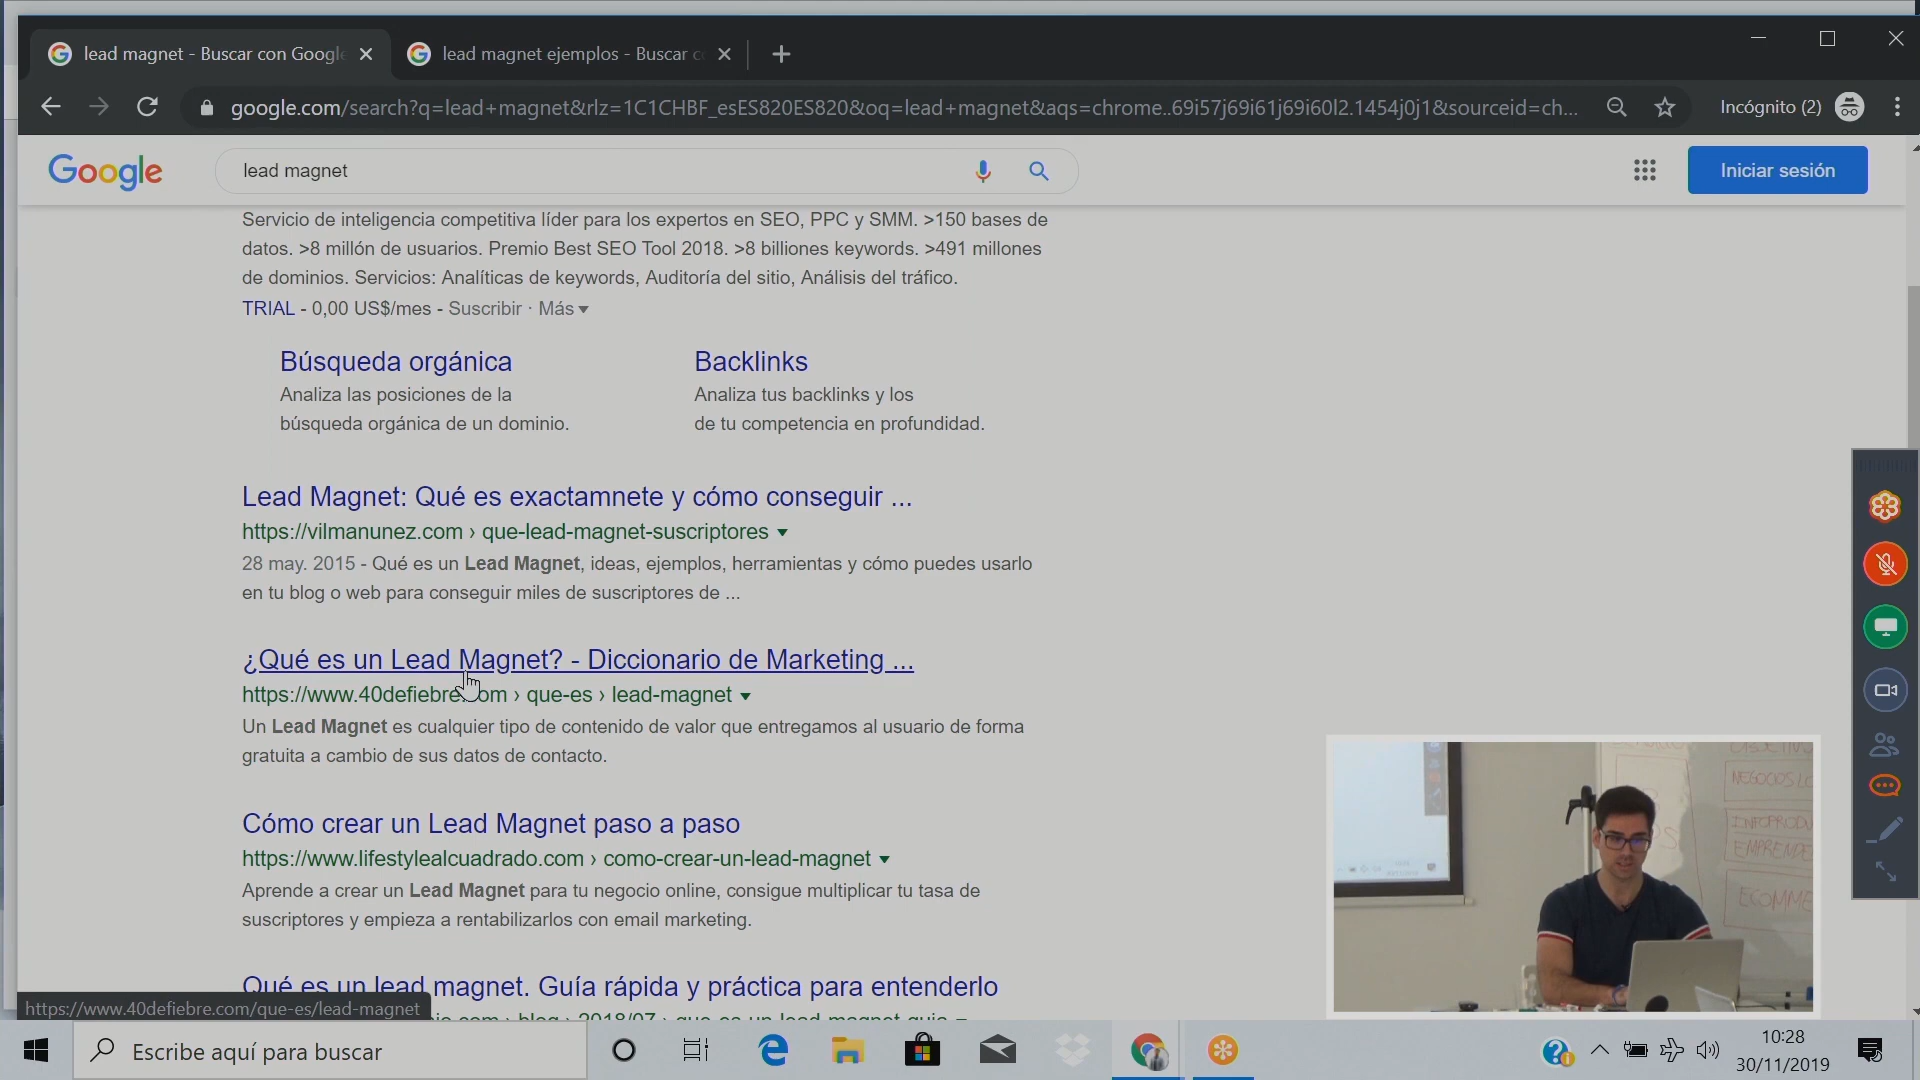 lead magnet - Buscar con Google
lead magnet ejemplos - Buscar c
google.com/search?q=lead+magnet&rlz=1C1CHBF_esES820ES820&oq=lead+magnet&aqs=chrome..69i57j69i61j69i60l2.1454j0j1&sourceid=ch...
Incógnito (2)
Google
lead magnet
Iniciar sesión
Servicio de inteligencia competitiva líder para los expertos en SEO, PPC y SMM. >150 bases de
datos. >8 millón de usuarios. Premio Best SEO Tool 2018. >8 billiones keywords. >491 millones
de dominios. Servicios: Analíticas de keywords, Auditoría del sitio, Análisis del tráfico.
TRIAL - 0,00 US$/mes - Suscribir · Más
Búsqueda orgánica
Analiza las posiciones de la
búsqueda orgánica de un dominio.
Backlinks
Analiza tus backlinks y los
de tu competencia en profundidad.
Lead Magnet: Qué es exactamnete y cómo conseguir ...
https://vilmanunez.com › que-lead-magnet-suscriptores
28 may. 2015 - Qué es un Lead Magnet, ideas, ejemplos, herramientas y cómo puedes usarlo
en tu blog o web para conseguir miles de suscriptores de ...
¿Qué es un Lead Magnet? - Diccionario de Marketing ...
https://www.40defiebre.com › que-es › lead-magnet
Un Lead Magnet es cualquier tipo de contenido de valor que entregamos al usuario de forma
gratuita a cambio de sus datos de contacto.
Cómo crear un Lead Magnet paso a paso
https://www.lifestylealcuadrado.com › como-crear-un-lead-magnet
Aprende a crear un Lead Magnet para tu negocio online, consigue multiplicar tu tasa de
suscriptores y empieza a rentabilizarlos con email marketing.
Qué es un lead magnet. Guía rápida y práctica para entenderlo
https://www.40defiebre.com/que-es/lead-magnet
NEGOCIOS LO
INFOPRODU
EMPRENDE
ECOMME
Escribe aquí para buscar
10:28
30/11/2019